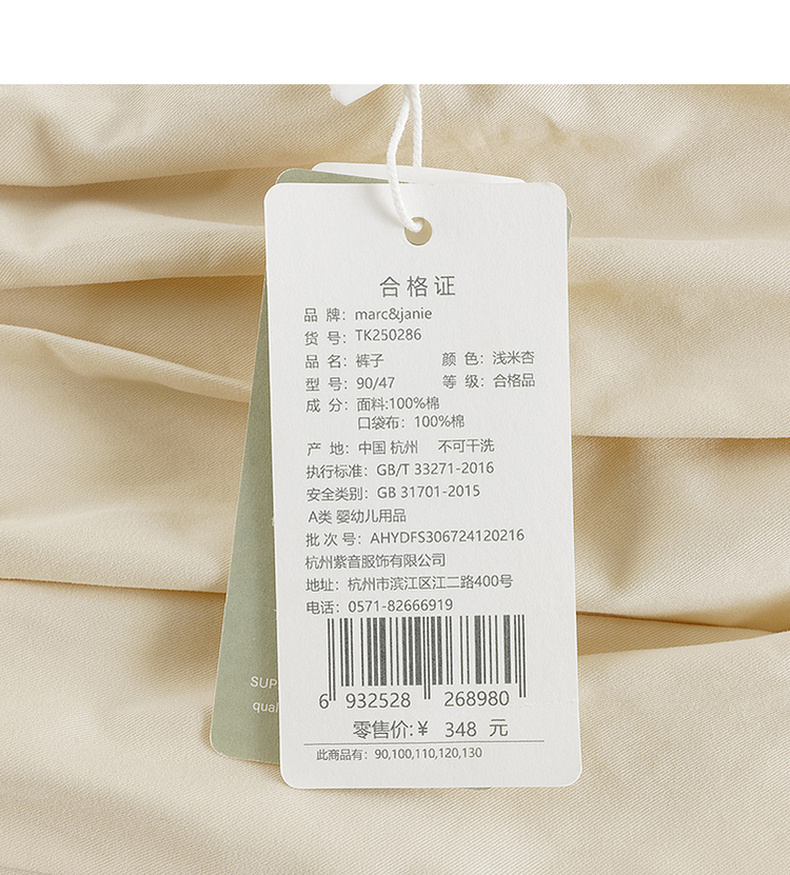 合格证
品 牌：marc&janie
货 号：TK250286
品 名：裤子 颜 色：浅米杏
型 号：90/47 等 级：合格品
成 分：面料:100%棉
口袋布：100%棉
产 地：中国 杭州 不可干洗
执行标准：GB/T 33271-2016
安全类别：GB 31701-2015
A类 婴幼儿用品
批 次 号：AHYDFS306724120216
杭州紫音服饰有限公司
地址：杭州市滨江区江二路400号
电话：0571-82666919
6 932528 268980
零售价:¥ 348 元
此商品有：90,100,110,120,130
SUP
qual